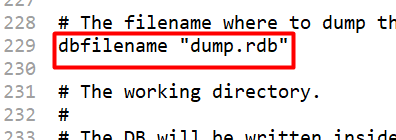 227
228 # The filename where to dump th
229 dbfilename "dump.rdb"
230
231 # The working directory.
232 #
233 # The DB will be written inside